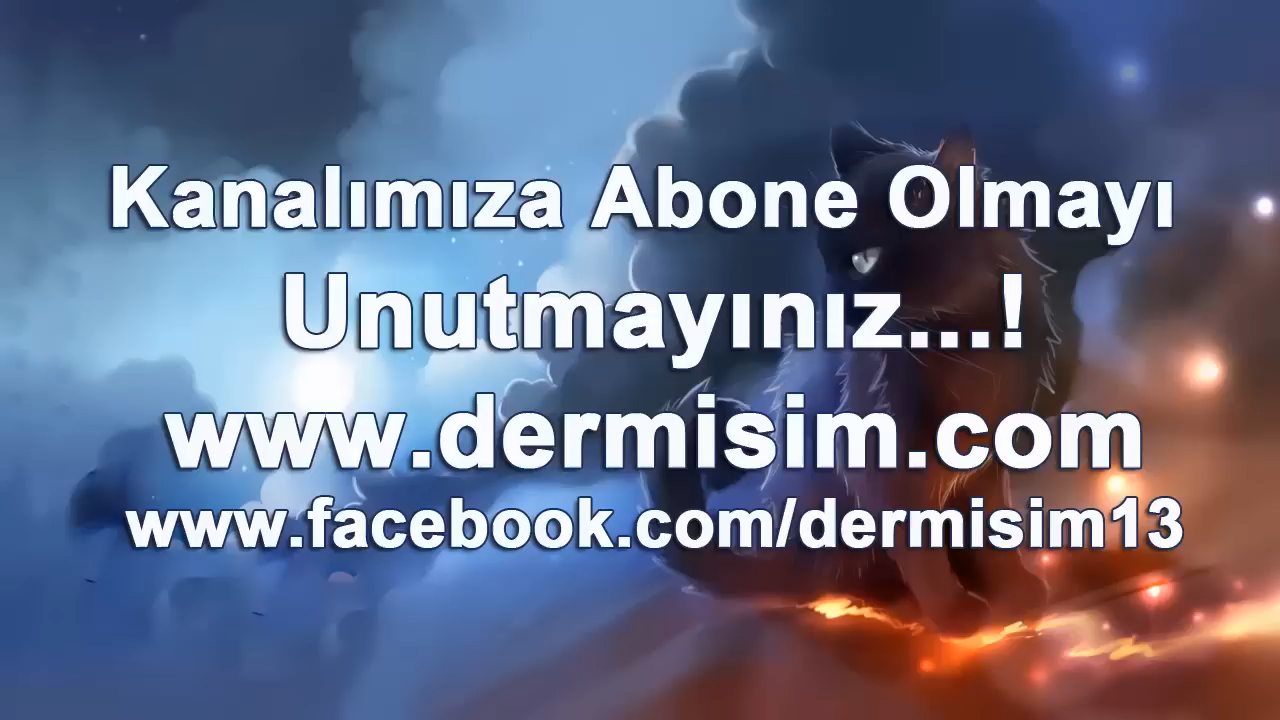 Kanalımıza Abone Olmayı
Unutmayınız...!
www.dermisim.com
www.facebook.com/dermisim13